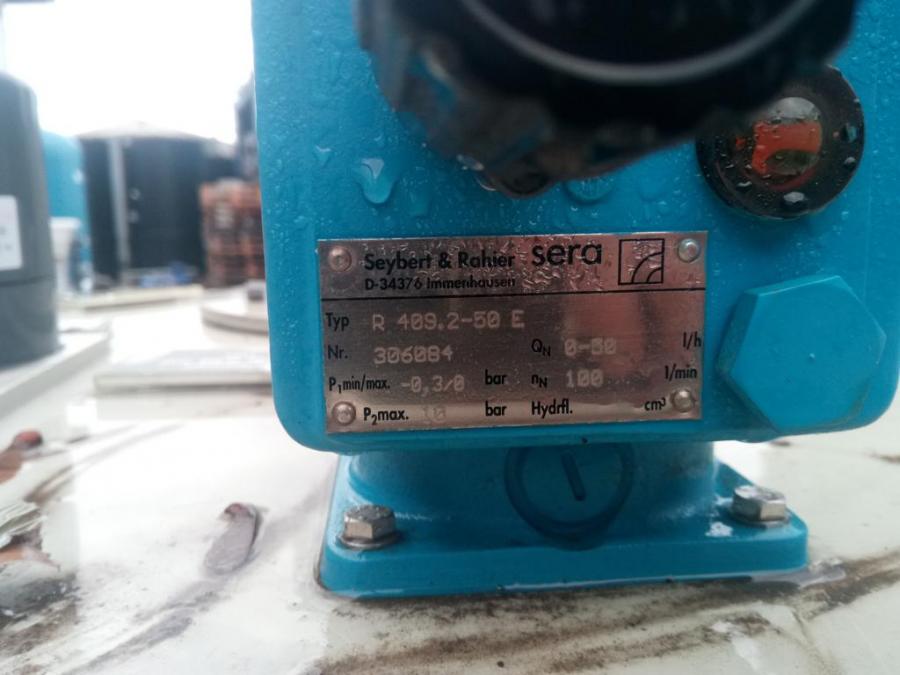 Seybert & Rahier sera
D-34376 Immenhausen
Typ R 409.2-50 E
Nr. 306084 QN 0-50 l/h
P1min/max. -0,3/0 bar nN 100 1/min
P2max. 10 bar Hydrfl. cm³